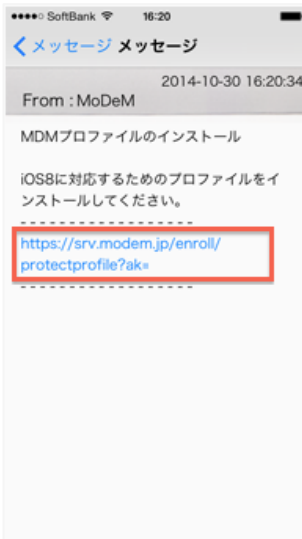 SoftBank 16:20
メッセージ メッセージ
2014-10-30 16:20:34
From : MoDeM
MDMプロファイルのインストール
iOS8に対応するためのプロファイルをイ
ンストールしてください。
- - - - - - - - - - - - - - - - - -
https://srv.modem.jp/enroll/
protectprofile?ak=
- - - - - - - - - - - - - - - - - -